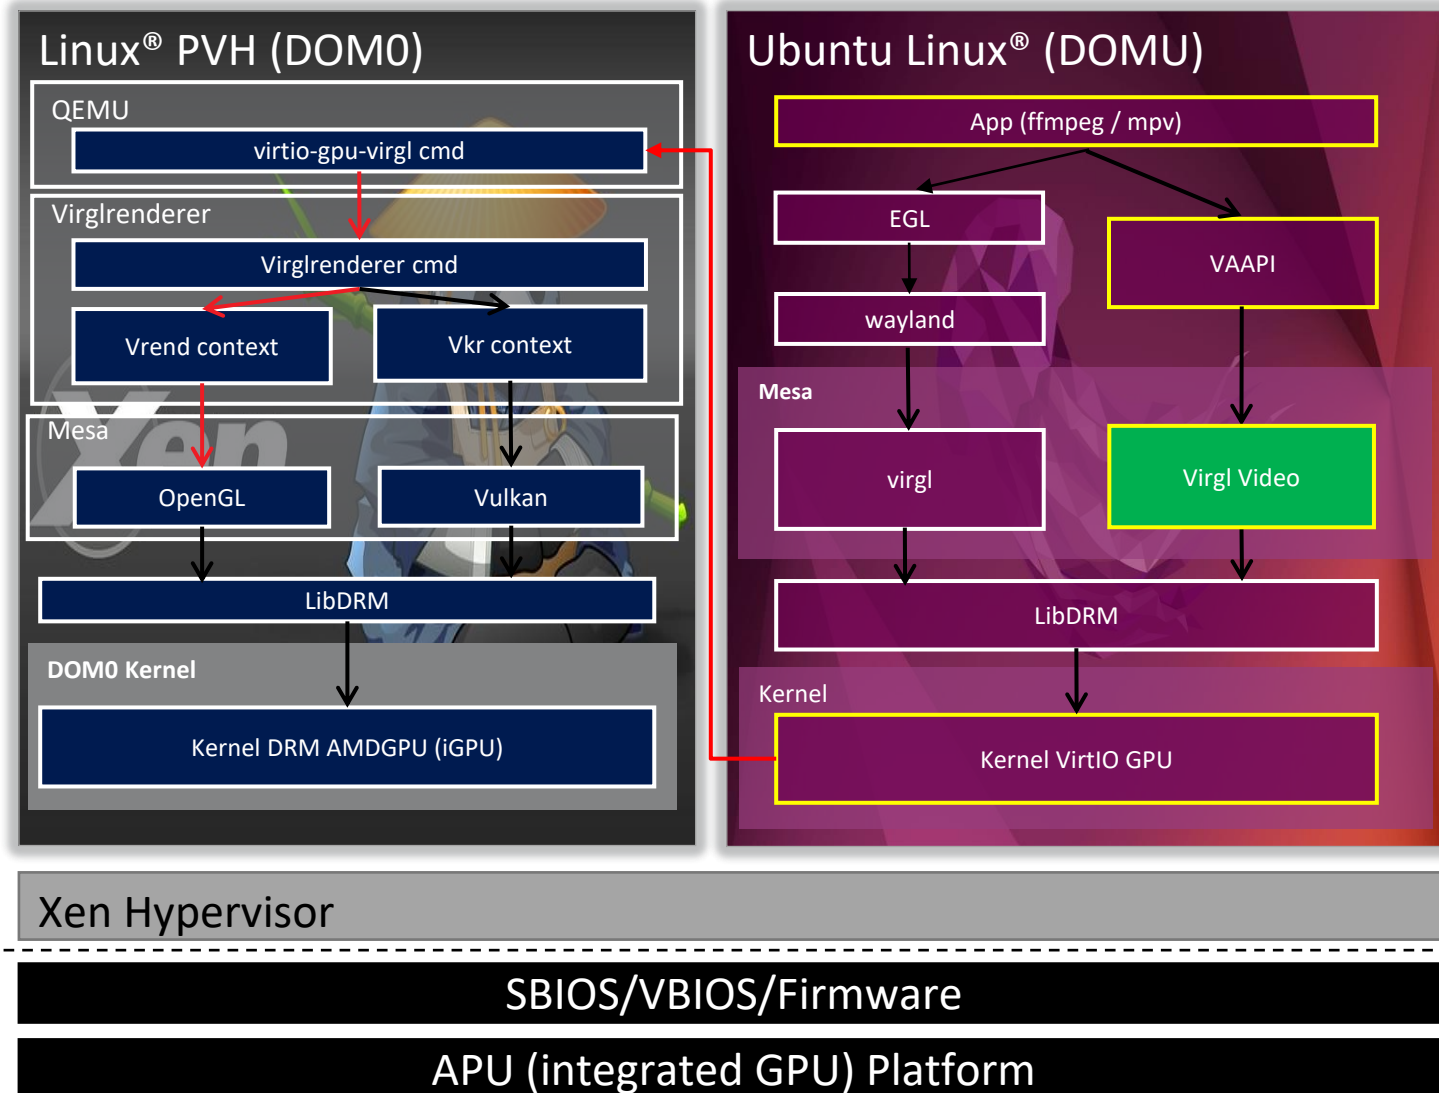 Linux® PVH (DOM0)
QEMU
virtio-gpu-virgl cmd
Virglrenderer
Virglrenderer cmd
Vrend context
Vkr context
Xen
Mesa
OpenGL
Vulkan
LibDRM
DOM0 Kernel
Kernel DRM AMDGPU (iGPU)
Ubuntu Linux® (DOMU)
App (ffmpeg / mpv)
EGL
VAAPI
wayland
Mesa
virgl
Virgl Video
LibDRM
Kernel
Kernel VirtIO GPU
Xen Hypervisor
SBIOS/VBIOS/Firmware
APU (integrated GPU) Platform